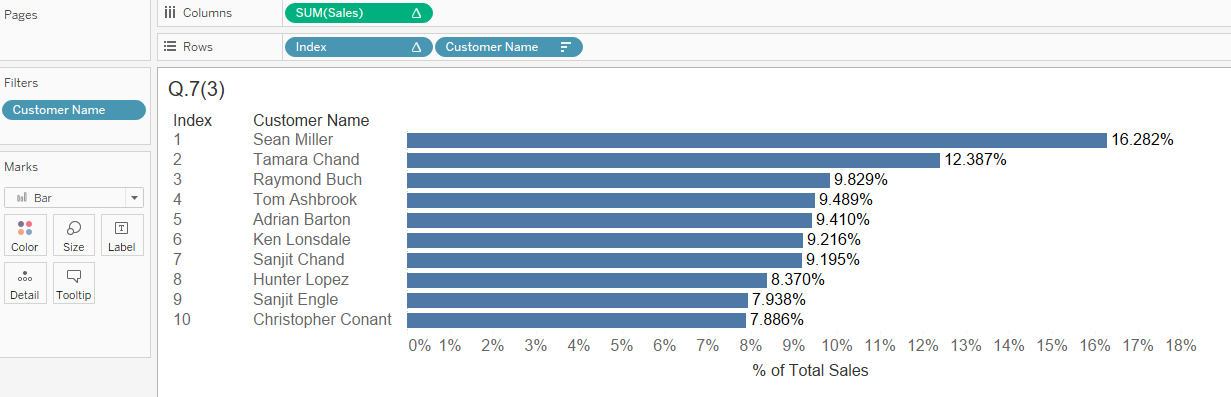 Pages
Columns
SUM(Sales)
Rows
Index
Customer Name
Filters
Customer Name
Marks
Bar
Color
Size
Label
Detail
Tooltip
Q.7(3)
Index Customer Name
1 Sean Miller 16.282%
2 Tamara Chand 12.387%
3 Raymond Buch 9.829%
4 Tom Ashbrook 9.489%
5 Adrian Barton 9.410%
6 Ken Lonsdale 9.216%
7 Sanjit Chand 9.195%
8 Hunter Lopez 8.370%
9 Sanjit Engle 7.938%
10 Christopher Conant 7.886%
0% 1% 2% 3% 4% 5% 6% 7% 8% 9% 10% 11% 12% 13% 14% 15% 16% 17% 18%
% of Total Sales